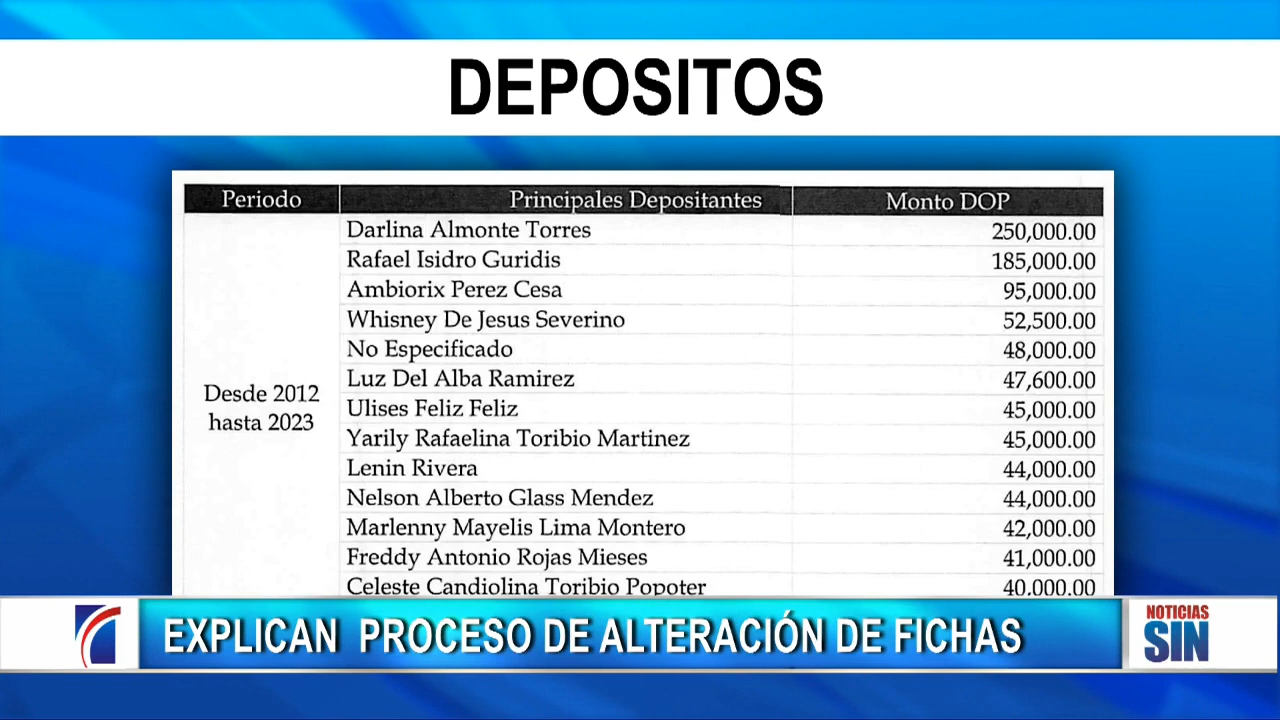 DEPOSITOS
Periodo Principales Depositantes Monto DOP
Darlina Almonte Torres 250,000.00
Rafael Isidro Guridis 185,000.00
Ambiorix Perez Cesa 95,000.00
Whisney De Jesus Severino 52,500.00
No Especificado 48,000.00
Luz Del Alba Ramirez 47,600.00
Desde 2012
hasta 2023
Ulises Feliz Feliz 45,000.00
Yarily Rafaelina Toribio Martinez 45,000.00
Lenin Rivera 44,000.00
Nelson Alberto Glass Mendez 44,000.00
Marlenny Mayelis Lima Montero 42,000.00
Freddy Antonio Rojas Mieses 41,000.00
Celeste Candiolina Toribio Popoter 40,000.00
EXPLICAN PROCESO DE ALTERACIÓN DE FICHAS
NOTICIAS
SIN